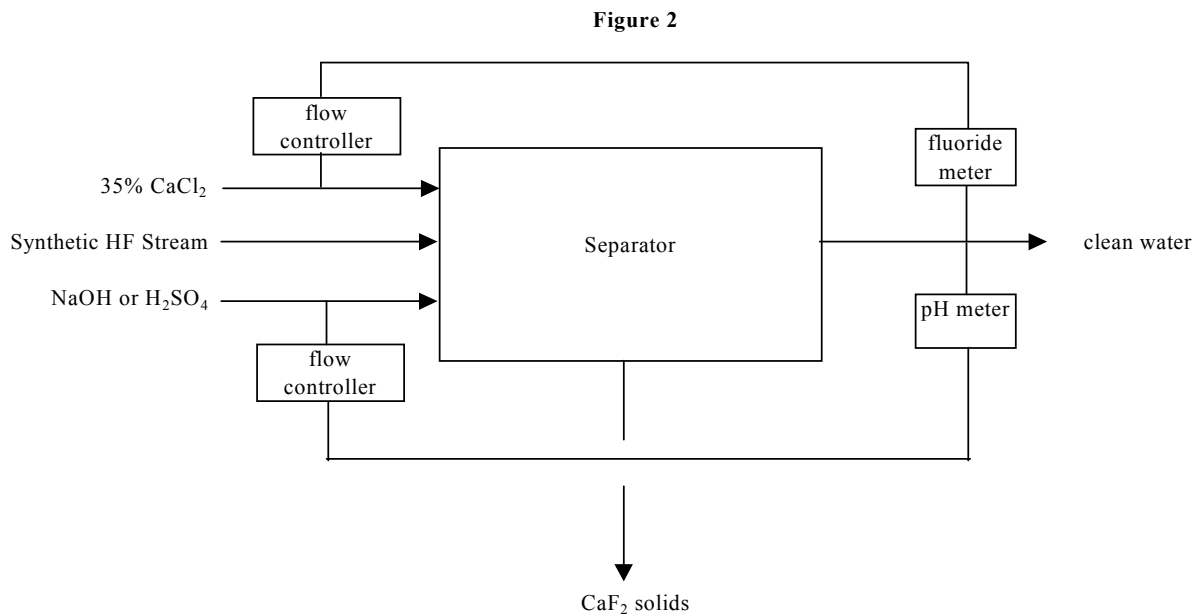 Figure 2
flow
controller
fluoride
meter
35% CaCl₂
Synthetic HF Stream
Separator
clean water
NaOH or H₂SO₄
pH meter
flow
controller
CaF₂ solids